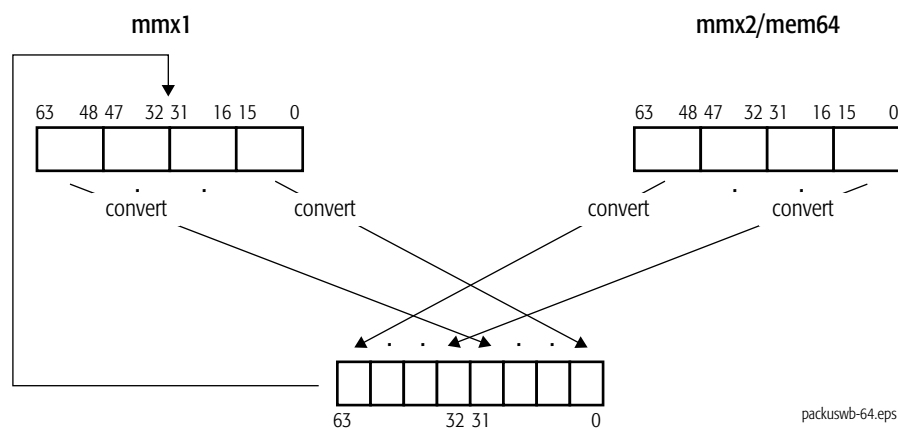 mmx1 mmx2/mem64
63 48 47 32 31 16 15 0 63 48 47 32 31 16 15 0
convert convert convert convert
63 32 31 0
packuswb-64.eps